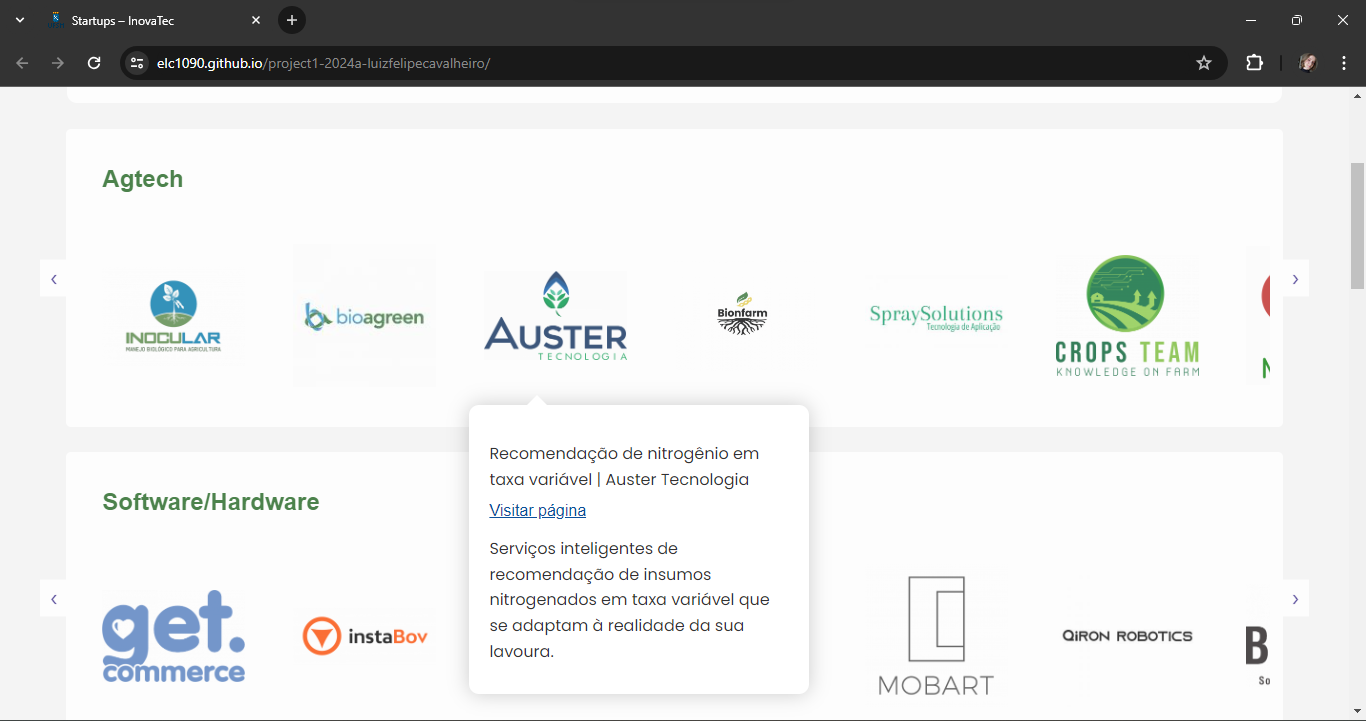 Startups – InovaTec
elc1090.github.io/project1-2024a-luizfelipecavalheiro/
Agtech
INOCULAR
MANEJO BIOLÓGICO PARA AGRICULTURA
bioagreen
AUSTER
TECNOLOGIA
Bionfarm
SpraySolutions
Tecnologia de Aplicação
CROPS TEAM
KNOWLEDGE ON FARM
Recomendação de nitrogênio em
taxa variável | Auster Tecnologia
Visitar página
Serviços inteligentes de
recomendação de insumos
nitrogenados em taxa variável que
se adaptam à realidade da sua
lavoura.
Software/Hardware
get.
commerce
instaBov
MOBART
QIRON ROBOTICS
B
So